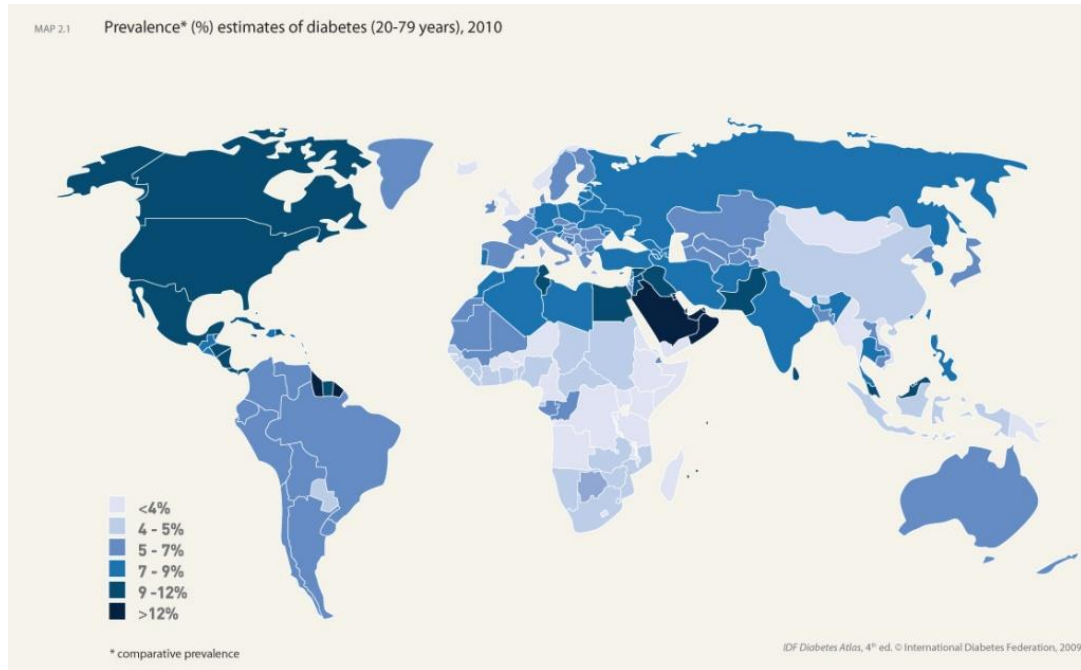 MAP 2.1 Prevalence* (%) estimates of diabetes (20-79 years), 2010
<4%
4 - 5%
5 - 7%
7 - 9%
9 -12%
>12%
* comparative prevalence
IDF Diabetes Atlas, 4th ed. © International Diabetes Federation, 2009